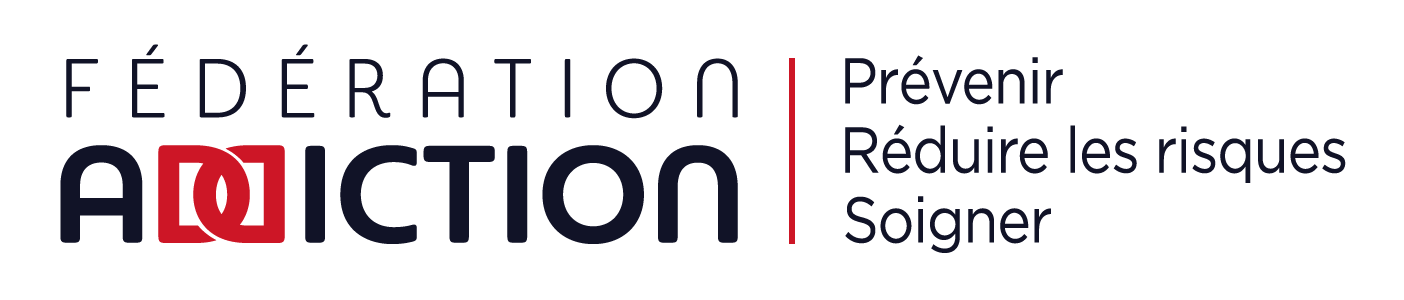 FÉDÉRATION
ADDICTION
Prévenir
Réduire les risques
Soigner